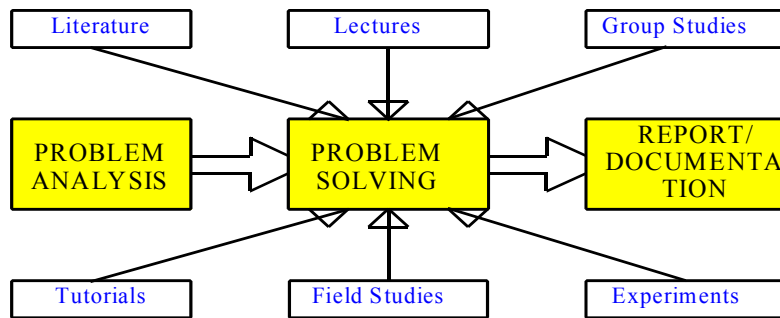 Literature
Lectures
Group Studies
PROBLEM
ANALYSIS
PROBLEM
SOLVING
REPORT/
DOCUMENTA
TION
Tutorials
Field Studies
Experiments